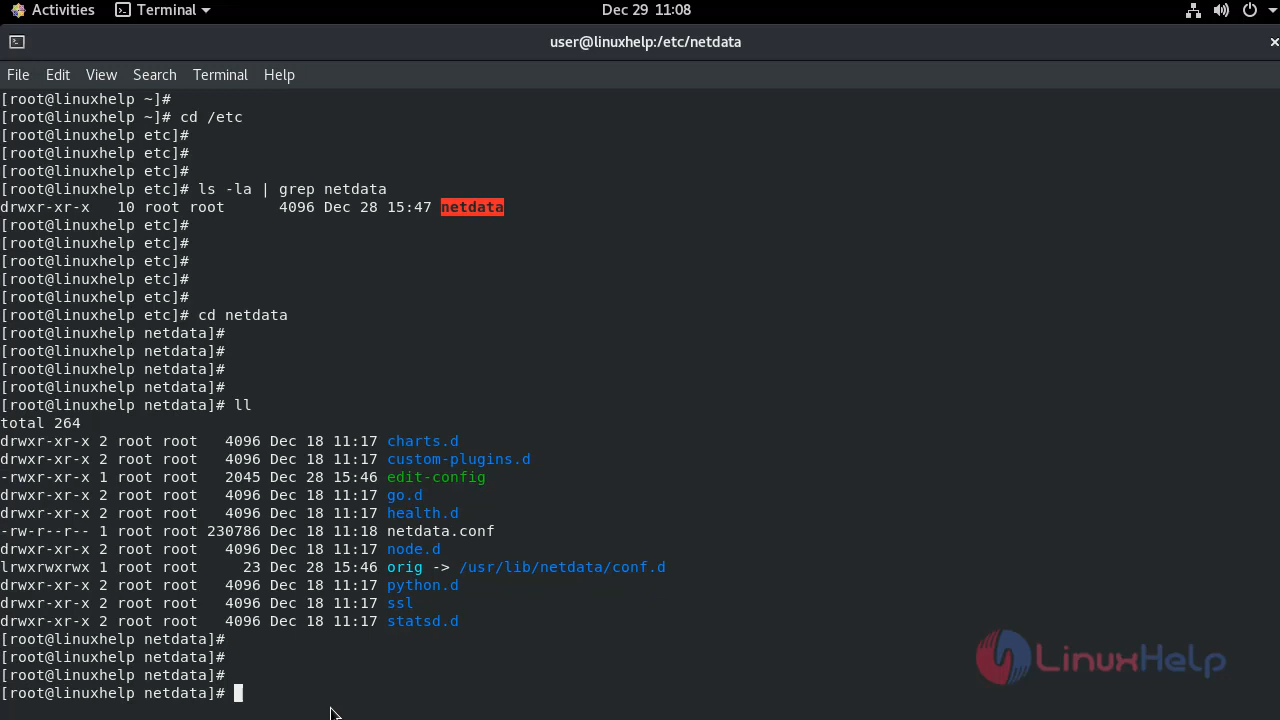 Activities Terminal Dec 29 11:08
user@linuxhelp:/etc/netdata
File Edit View Search Terminal Help
[root@linuxhelp ~]#
[root@linuxhelp ~]# cd /etc
[root@linuxhelp etc]#
[root@linuxhelp etc]#
[root@linuxhelp etc]#
[root@linuxhelp etc]# ls -la | grep netdata
drwxr-xr-x   10 root root      4096 Dec 28 15:47 netdata
[root@linuxhelp etc]#
[root@linuxhelp etc]#
[root@linuxhelp etc]#
[root@linuxhelp etc]#
[root@linuxhelp etc]#
[root@linuxhelp etc]# cd netdata
[root@linuxhelp netdata]#
[root@linuxhelp netdata]#
[root@linuxhelp netdata]#
[root@linuxhelp netdata]#
[root@linuxhelp netdata]# ll
total 264
drwxr-xr-x 2 root root   4096 Dec 18 11:17 charts.d
drwxr-xr-x 2 root root   4096 Dec 18 11:17 custom-plugins.d
-rwxr-xr-x 1 root root   2045 Dec 28 15:46 edit-config
drwxr-xr-x 2 root root   4096 Dec 18 11:17 go.d
drwxr-xr-x 2 root root   4096 Dec 18 11:17 health.d
-rw-r--r-- 1 root root 230786 Dec 18 11:18 netdata.conf
drwxr-xr-x 2 root root   4096 Dec 18 11:17 node.d
lrwxrwxrwx 1 root root     23 Dec 28 15:46 orig -> /usr/lib/netdata/conf.d
drwxr-xr-x 2 root root   4096 Dec 18 11:17 python.d
drwxr-xr-x 2 root root   4096 Dec 18 11:17 ssl
drwxr-xr-x 2 root root   4096 Dec 18 11:17 statsd.d
[root@linuxhelp netdata]#
[root@linuxhelp netdata]#
[root@linuxhelp netdata]#
[root@linuxhelp netdata]#
LinuxHelp